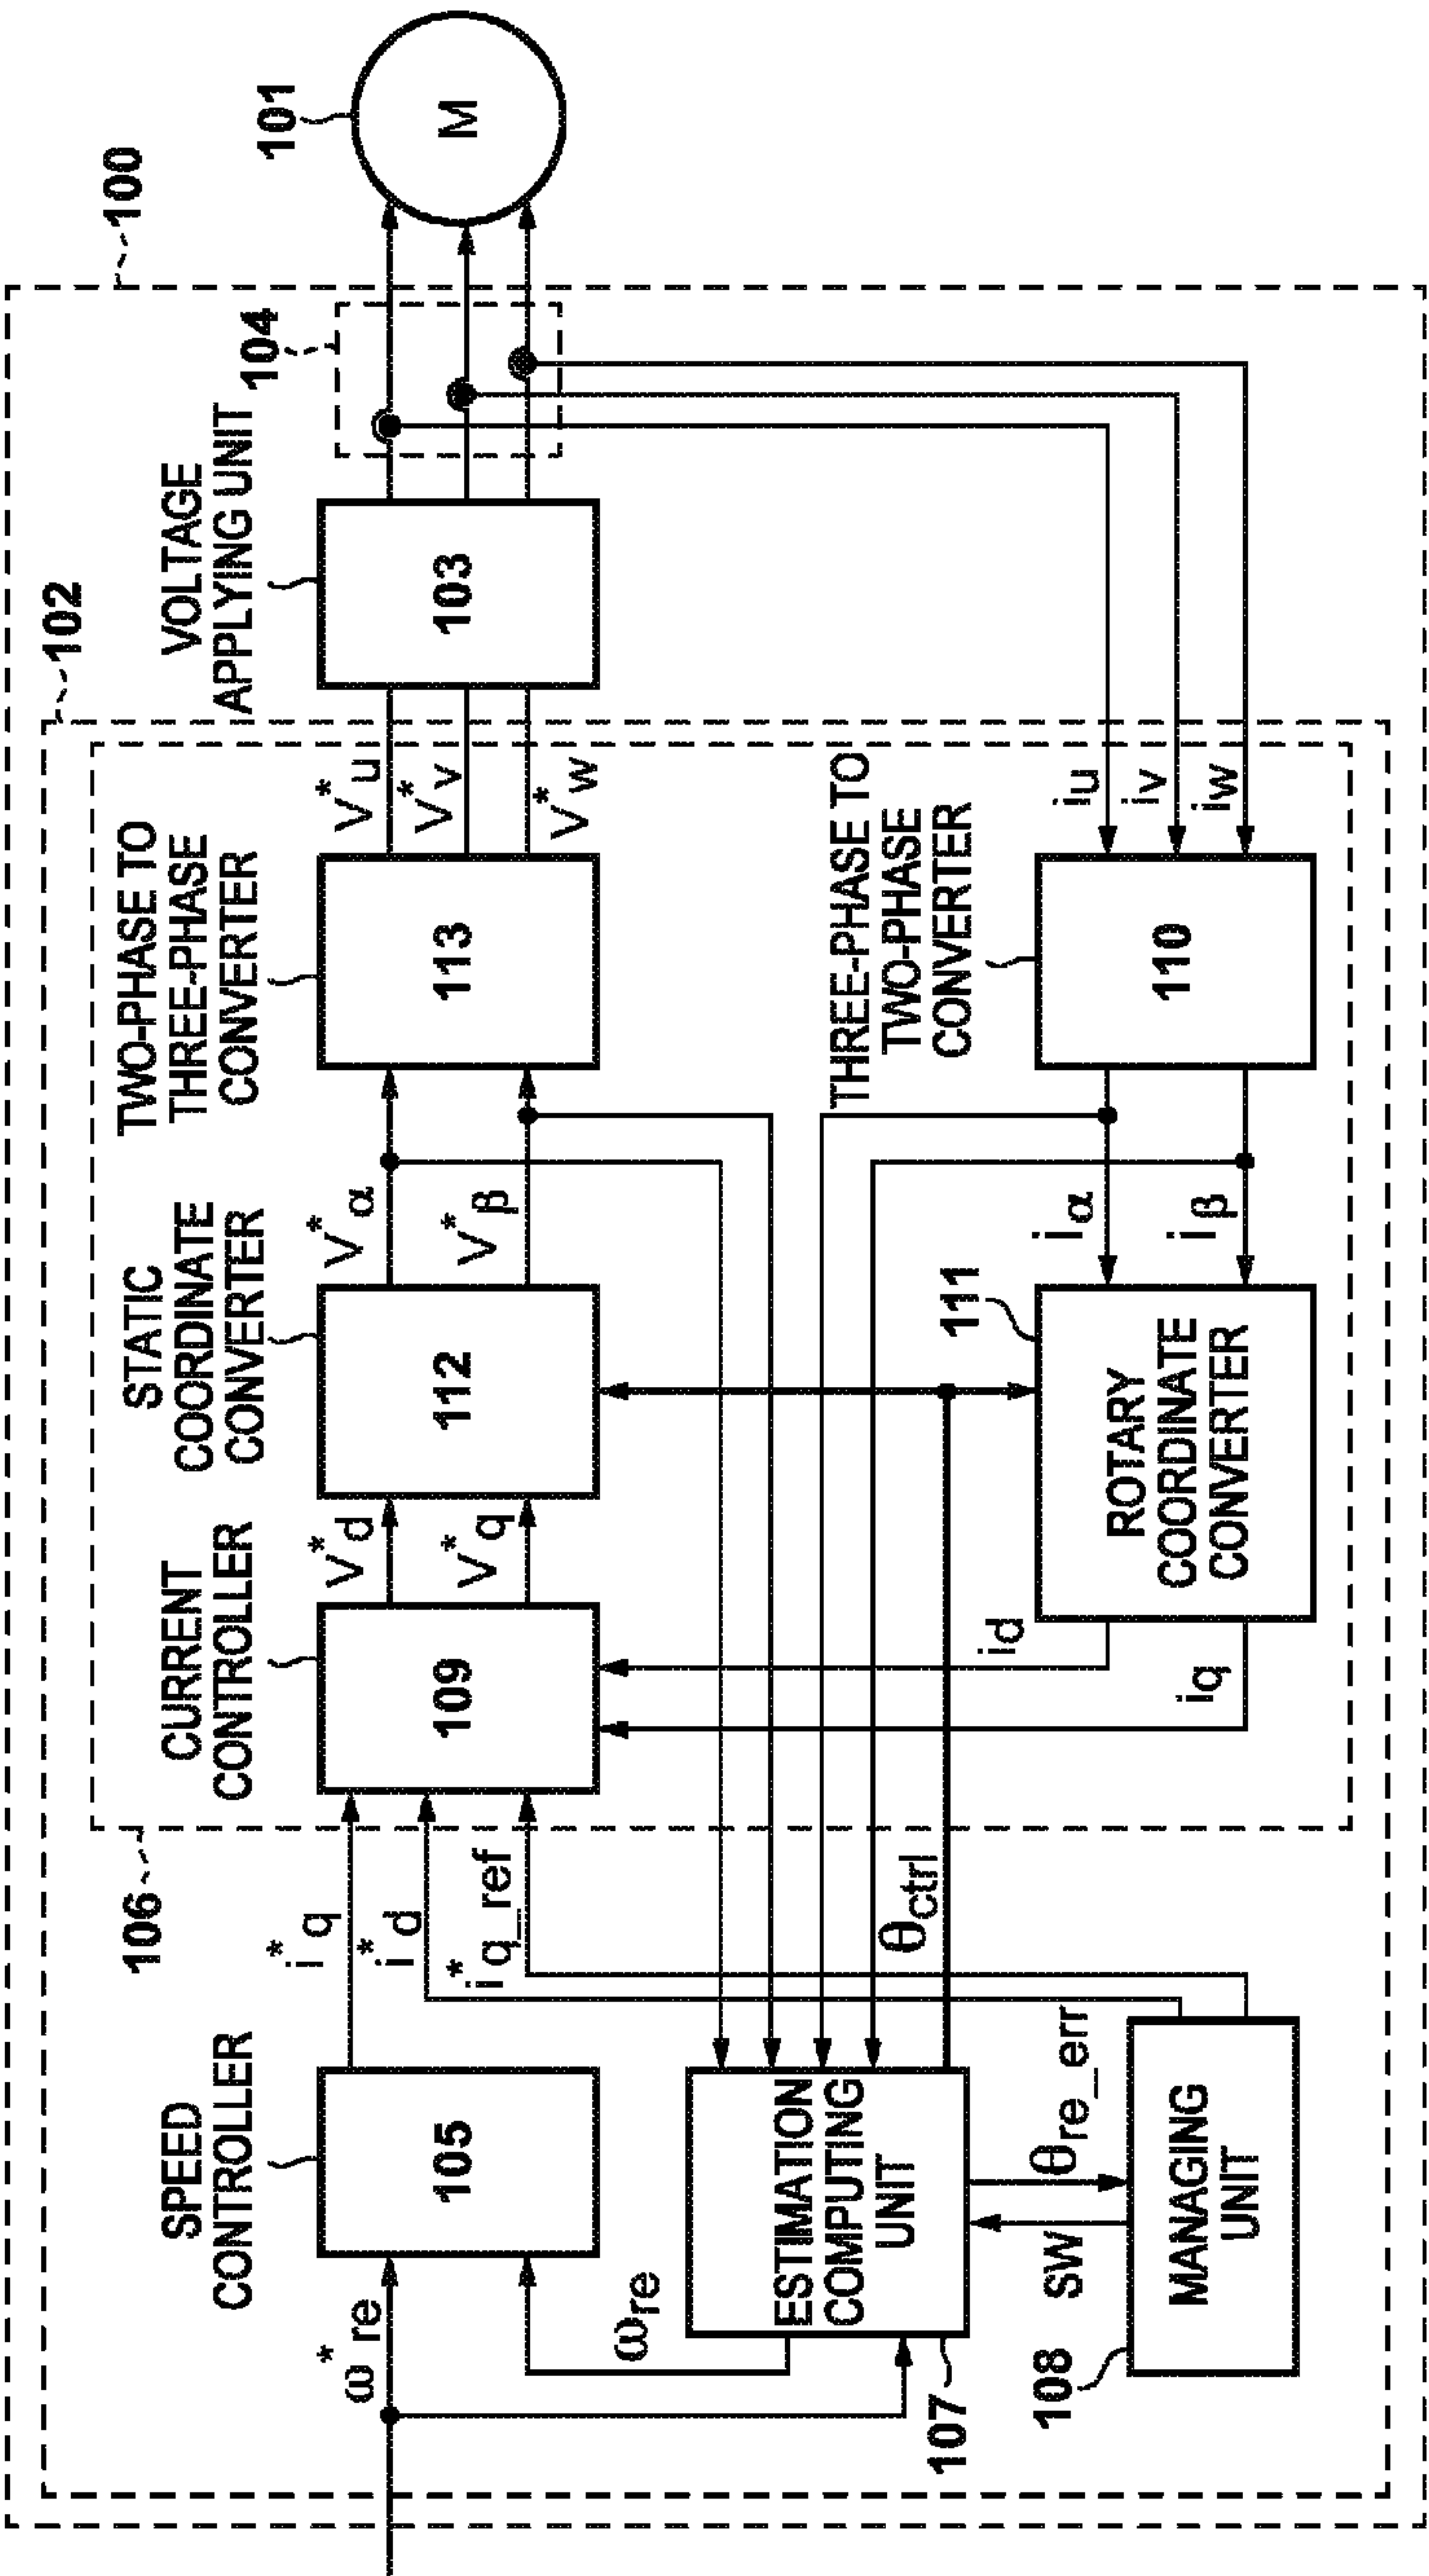 100
102
106
SPEED
CONTROLLER
CURRENT
CONTROLLER
STATIC
COORDINATE
CONVERTER
TWO-PHASE TO
THREE-PHASE
CONVERTER
VOLTAGE
APPLYING UNIT
104
101
ω*re
105
i*q
i*d
i*q_ref
109
V*d
V*q
112
V*α
V*β
113
V*u
V*v
V*w
103
M
ωre
107
ESTIMATION
COMPUTING
UNIT
θctrl
THREE-PHASE TO
TWO-PHASE
CONVERTER
SW
θre_err
108
MANAGING
UNIT
id
iq
111
ROTARY
COORDINATE
CONVERTER
iα
iβ
110
iu
iv
iw